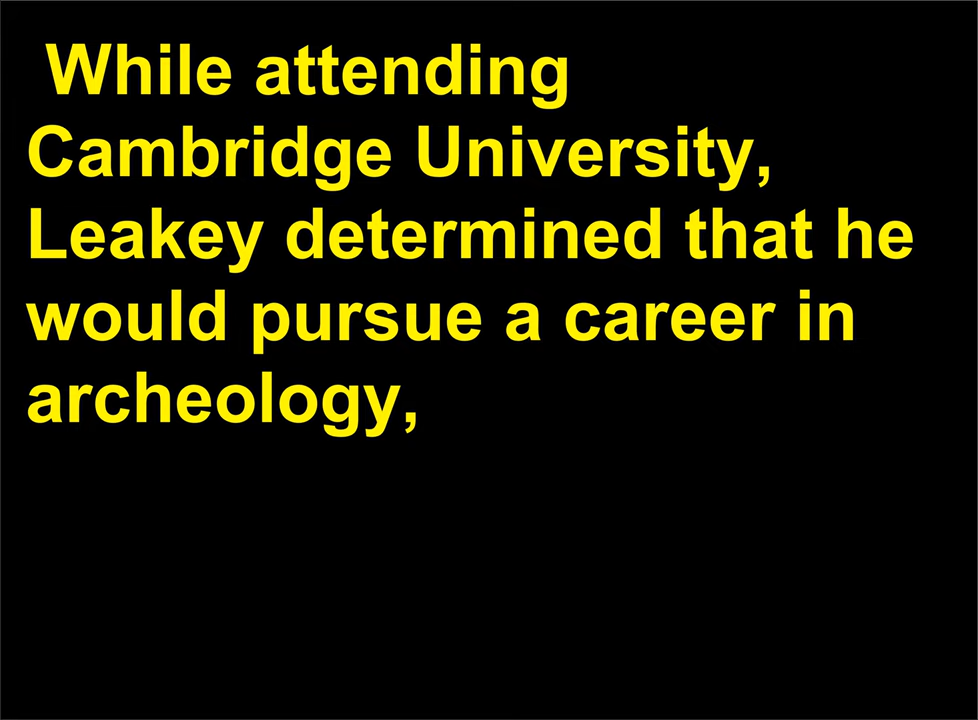 While attending
Cambridge University,
Leakey determined that he
would pursue a career in
archeology,